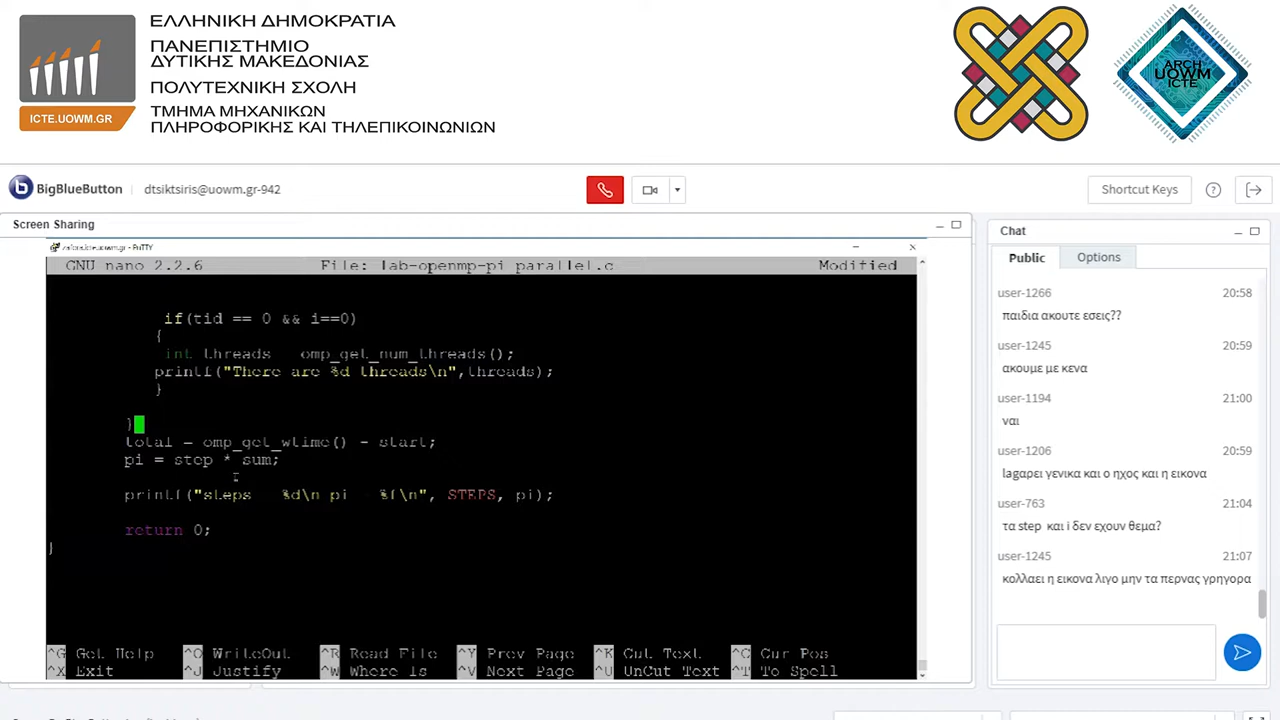 ΕΛΛΗΝΙΚΗ ΔΗΜΟΚΡΑΤΙΑ
ΠΑΝΕΠΙΣΤΗΜΙΟ
ΔΥΤΙΚΗΣ ΜΑΚΕΔΟΝΙΑΣ
ΠΟΛΥΤΕΧΝΙΚΗ ΣΧΟΛΗ
ΤΜΗΜΑ ΜΗΧΑΝΙΚΩΝ
ΠΛΗΡΟΦΟΡΙΚΗΣ ΚΑΙ ΤΗΛΕΠΙΚΟΙΝΩΝΙΩΝ
ICTE.UOWM.GR
ARCH
UOWM
ICTE
BigBlueButton
dtsiktsiris@uowm.gr-942
Shortcut Keys
Screen Sharing
zafora.icte.uowm.gr - PuTTY
GNU nano 2.2.6 File: lab-openmp-pi parallel.c Modified
if(tid == 0 && i==0)
{
int threads = omp_get_num_threads();
printf("There are %d threads\n",threads);
}
}
total = omp_get_wtime() - start;
pi = step * sum;
printf("steps = %d\n pi = %f\n", STEPS, pi);
return 0;
}
^G Get Help ^O WriteOut ^R Read File ^Y Prev Page ^K Cut Text ^C Cur Pos
^X Exit ^J Justify ^W Where Is ^V Next Page ^U UnCut Text ^T To Spell
Chat
Public Options
user-1266 20:58
παιδια ακουτε εσεις??
user-1245 20:59
ακουμε με κενα
user-1194 21:00
ναι
user-1206 20:59
lagαρει γενικα και ο ηχος και η εικονα
user-763 21:04
τα step και i δεν εχουν θεμα?
user-1245 21:07
κολλαει η εικονα λιγο μην τα περνας γρηγορα